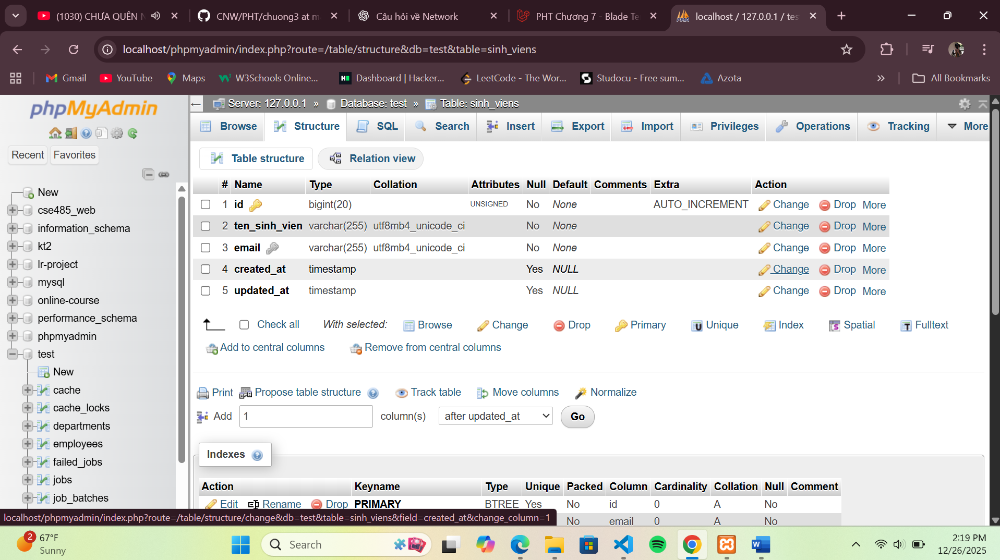 (1030) CHƯA QUÊN N
CNW/PHT/chuong3 at m
Câu hỏi về Network
PHT Chương 7 - Blade Te
localhost / 127.0.0.1 / tes
localhost/phpmyadmin/index.php?route=/table/structure&db=test&table=sinh_viens
Gmail
YouTube
Maps
W3Schools Online...
Dashboard | Hacker...
LeetCode - The Wor...
Studocu - Free sum...
Azota
»
All Bookmarks
phpMyAdmin
Recent
Favorites
New
cse485_web
information_schema
kt2
lr-project
mysql
online-course
performance_schema
phpmyadmin
test
New
cache
cache_locks
departments
employees
failed_jobs
jobs
job_batches
Server: 127.0.0.1 » Database: test » Table: sinh_viens
Browse Structure SQL Search Insert Export Import Privileges Operations Tracking More
Table structure Relation view
# Name Type Collation Attributes Null Default Comments Extra Action
1 id bigint(20) UNSIGNED No None AUTO_INCREMENT Change Drop More
2 ten_sinh_vien varchar(255) utf8mb4_unicode_ci No None Change Drop More
3 email varchar(255) utf8mb4_unicode_ci No None Change Drop More
4 created_at timestamp Yes NULL Change Drop More
5 updated_at timestamp Yes NULL Change Drop More
Check all With selected: Browse Change Drop Primary Unique Index Spatial Fulltext
Add to central columns Remove from central columns
Print Propose table structure Track table Move columns Normalize
Add 1 column(s) after updated_at Go
Indexes
Action Keyname Type Unique Packed Column Cardinality Collation Null Comment
Edit Rename Drop PRIMARY BTREE Yes No id 0 A No
No email 0 A No
localhost/phpmyadmin/index.php?route=/table/structure/change&db=test&table=sinh_viens&field=created_at&change_column=1
2
67°F
Sunny
Search
2:19 PM
12/26/2025